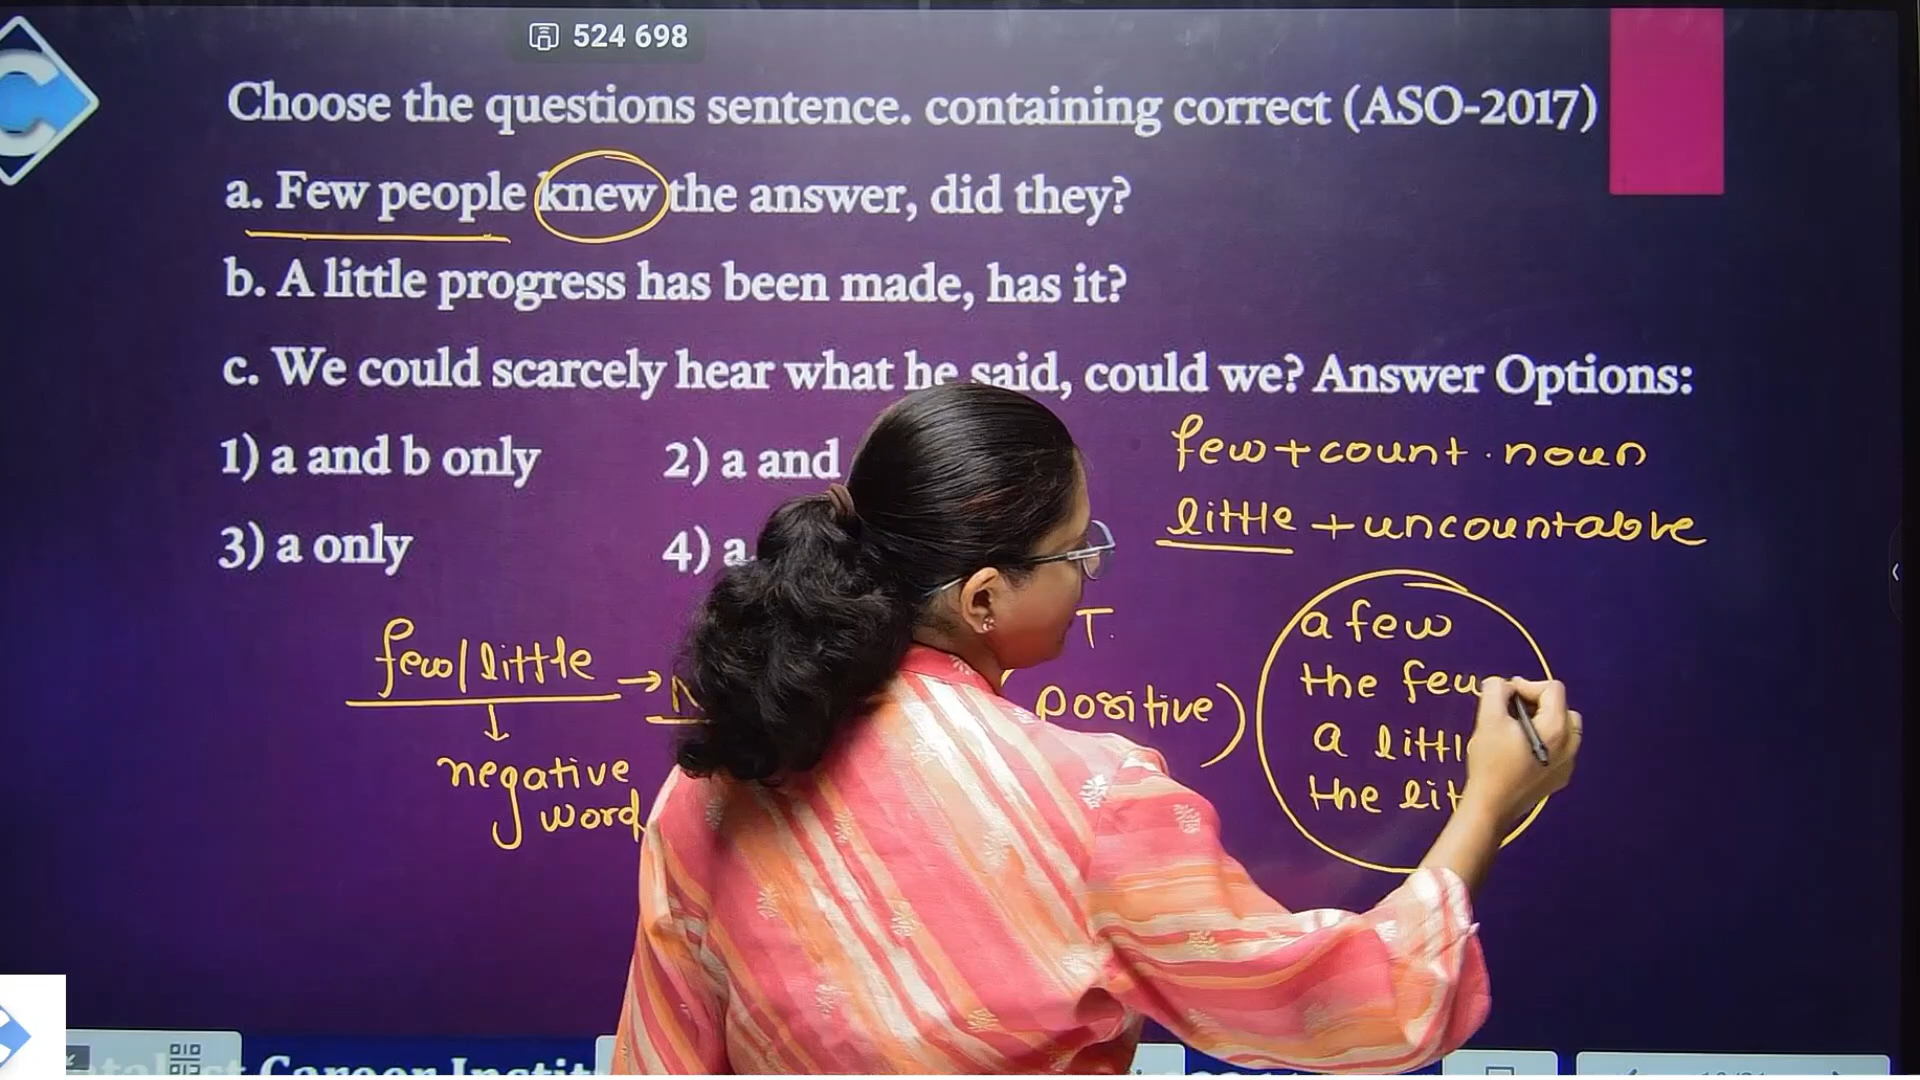 524 698
Choose the questions sentence. containing correct (ASO-2017)
a. Few people knew the answer, did they?
b. A little progress has been made, has it?
c. We could scarcely hear what he said, could we? Answer Options:
1) a and b only
2) a and
3) a only
4) a
few + count. noun
little + uncountable
few/little →
negative
word
T.
positive)
a few
the few
a little
the lit
Career